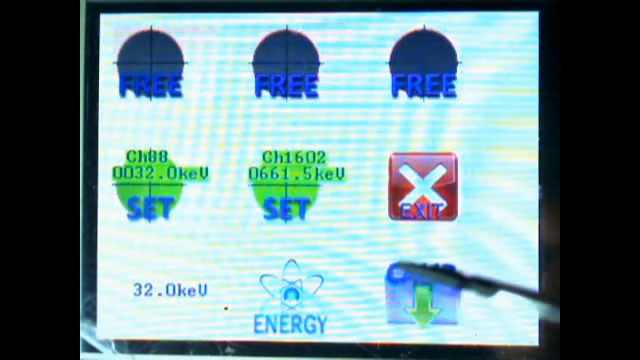 FREE FREE FREE
Ch88 Ch1602
0032.0keV 0661.5keV
SET SET EXIT
32.0keV
ENERGY